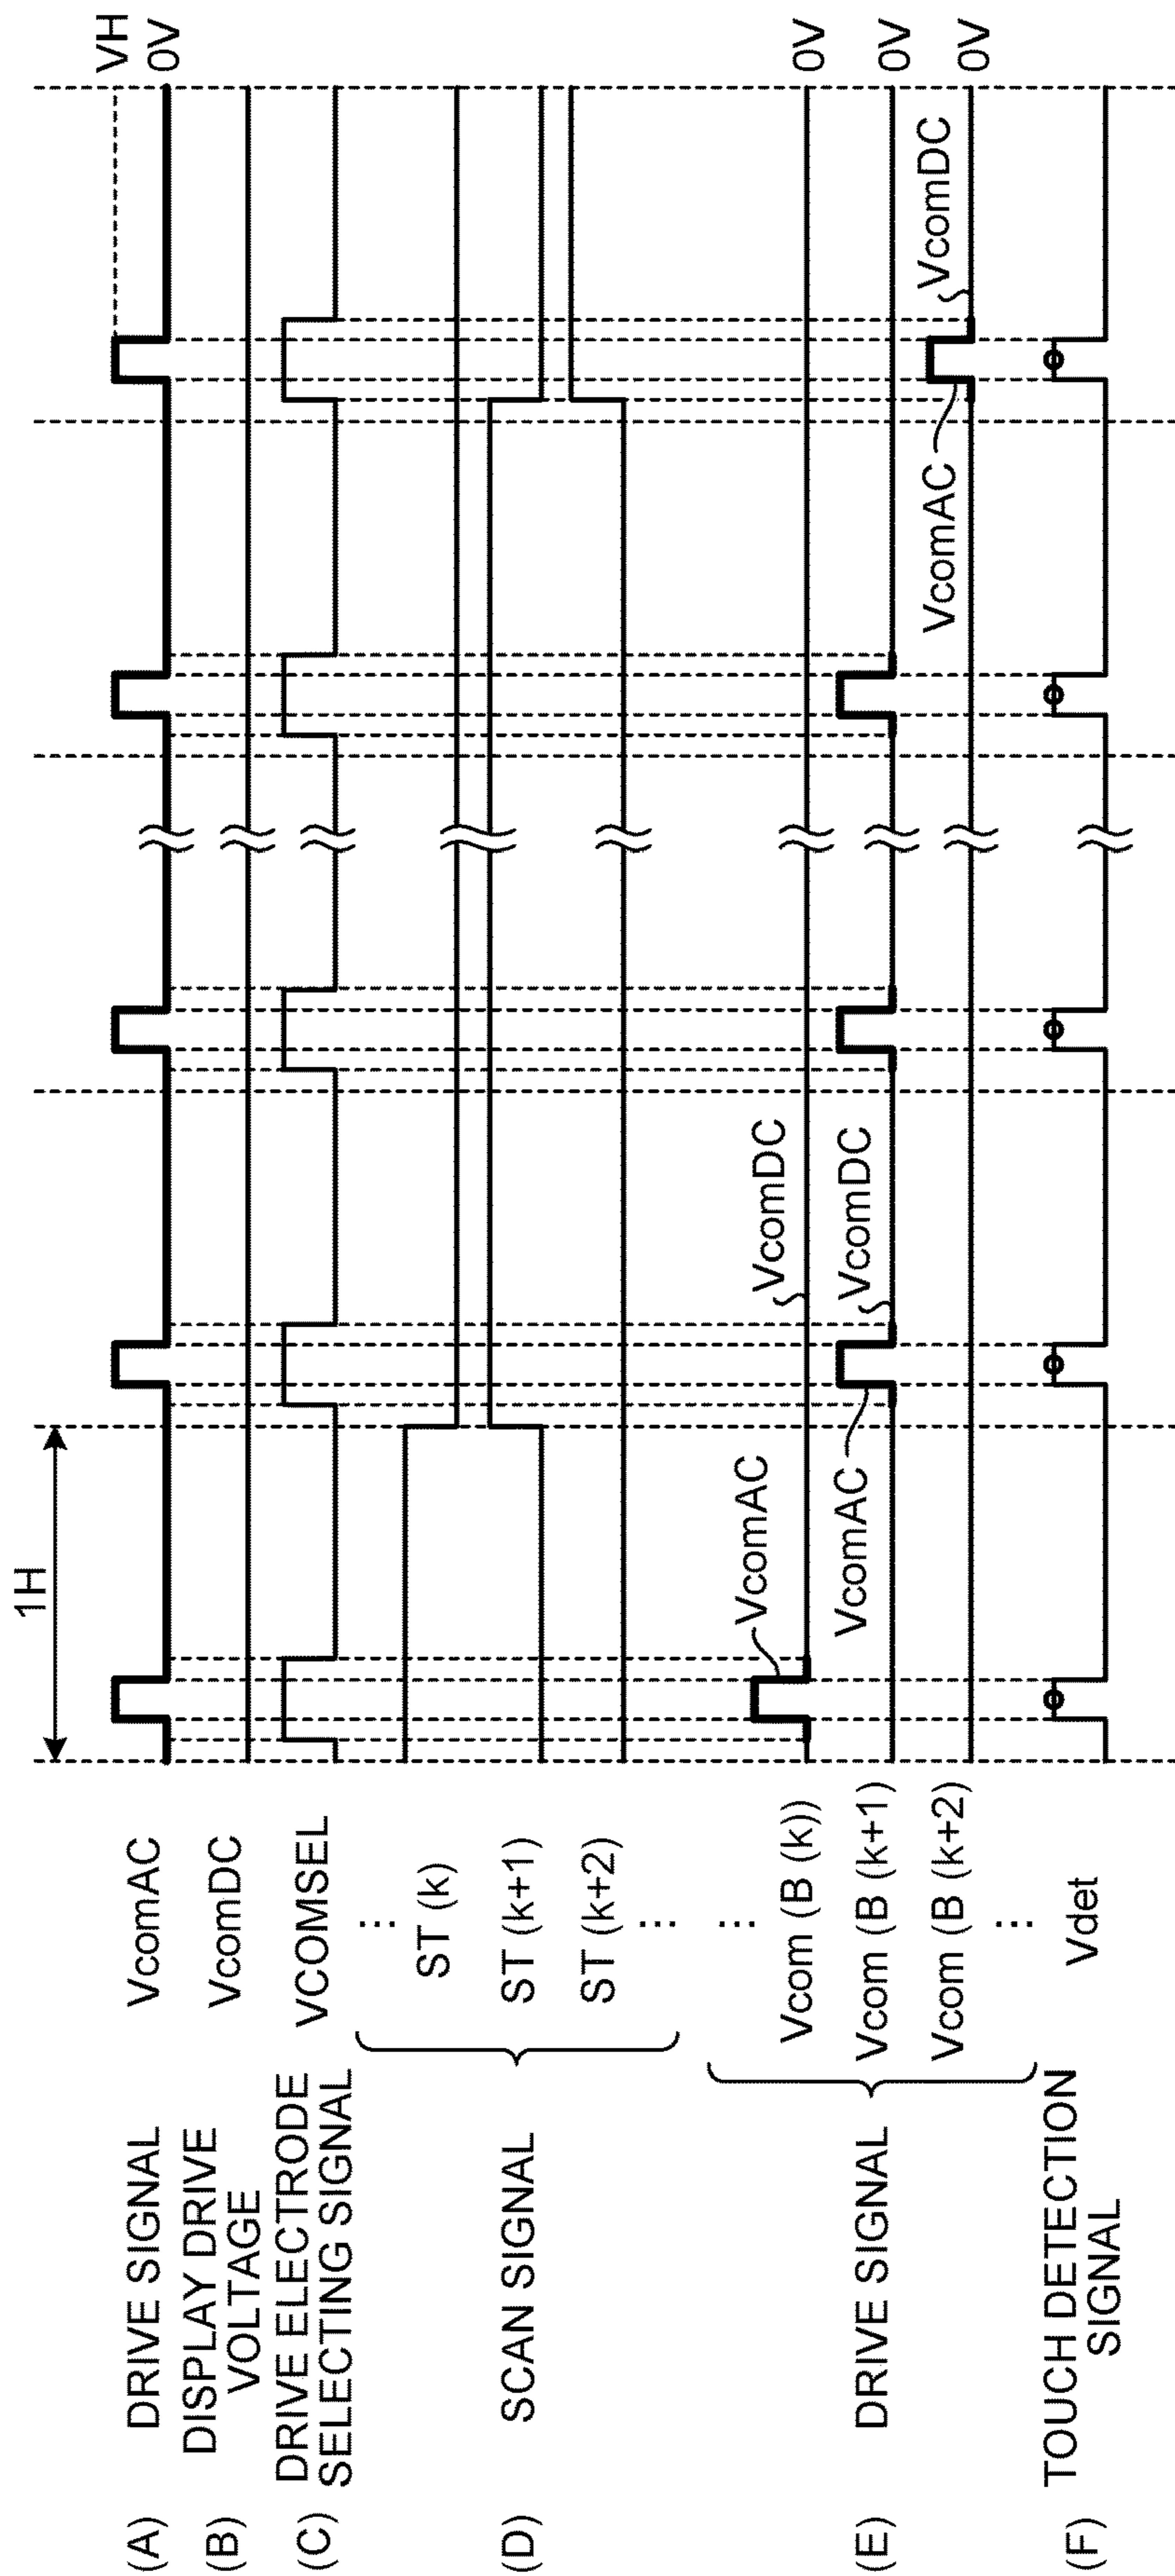 1H
(A) DRIVE SIGNAL VcomAC VH
0V
(B) DISPLAY DRIVE
VOLTAGE VcomDC
(C) DRIVE ELECTRODE
SELECTING SIGNAL VCOMSEL
...
ST (k)
(D) SCAN SIGNAL ST (k+1)
ST (k+2)
...
...
VcomAC VcomDC
Vcom (B (k)) 0V
VcomAC VcomDC
(E) DRIVE SIGNAL Vcom (B (k+1) 0V
VcomAC VcomDC
Vcom (B (k+2) 0V
...
(F) TOUCH DETECTION
SIGNAL Vdet